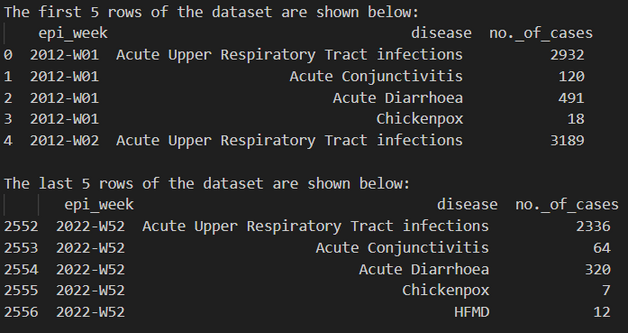 The first 5 rows of the dataset are shown below:
epi_week disease no._of_cases
0 2012-W01 Acute Upper Respiratory Tract infections 2932
1 2012-W01 Acute Conjunctivitis 120
2 2012-W01 Acute Diarrhoea 491
3 2012-W01 Chickenpox 18
4 2012-W02 Acute Upper Respiratory Tract infections 3189
The last 5 rows of the dataset are shown below:
epi_week disease no._of_cases
2552 2022-W52 Acute Upper Respiratory Tract infections 2336
2553 2022-W52 Acute Conjunctivitis 64
2554 2022-W52 Acute Diarrhoea 320
2555 2022-W52 Chickenpox 7
2556 2022-W52 HFMD 12